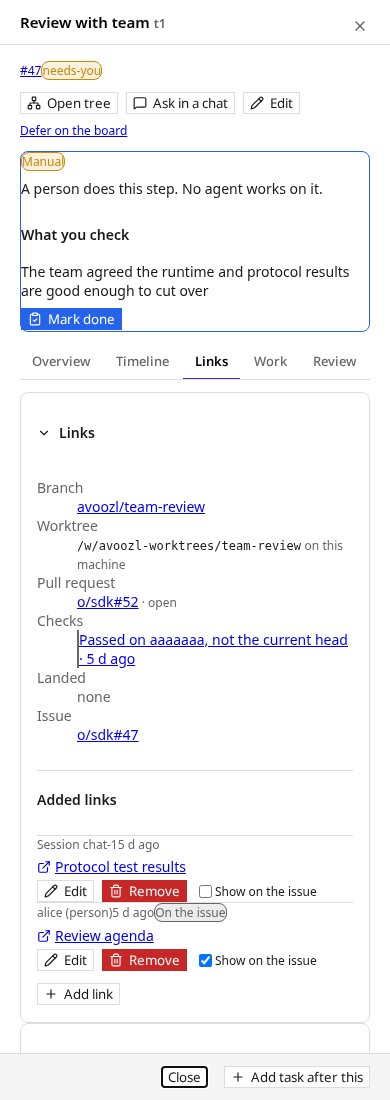 Review with team t1
#47 needs-you
Open tree Ask in a chat Edit
Defer on the board
Manual
A person does this step. No agent works on it.
What you check
The team agreed the runtime and protocol results
are good enough to cut over
Mark done
Overview Timeline Links Work Review
Links
Branch
avoozl/team-review
Worktree
/w/avoozl-worktrees/team-review on this
machine
Pull request
o/sdk#52 · open
Checks
Passed on aaaaaaa, not the current head
· 5 d ago
Landed
none
Issue
o/sdk#47
Added links
Session chat-15 d ago
Protocol test results
Edit Remove Show on the issue
alice (person)5 d ago On the issue
Review agenda
Edit Remove Show on the issue
Add link
Close Add task after this